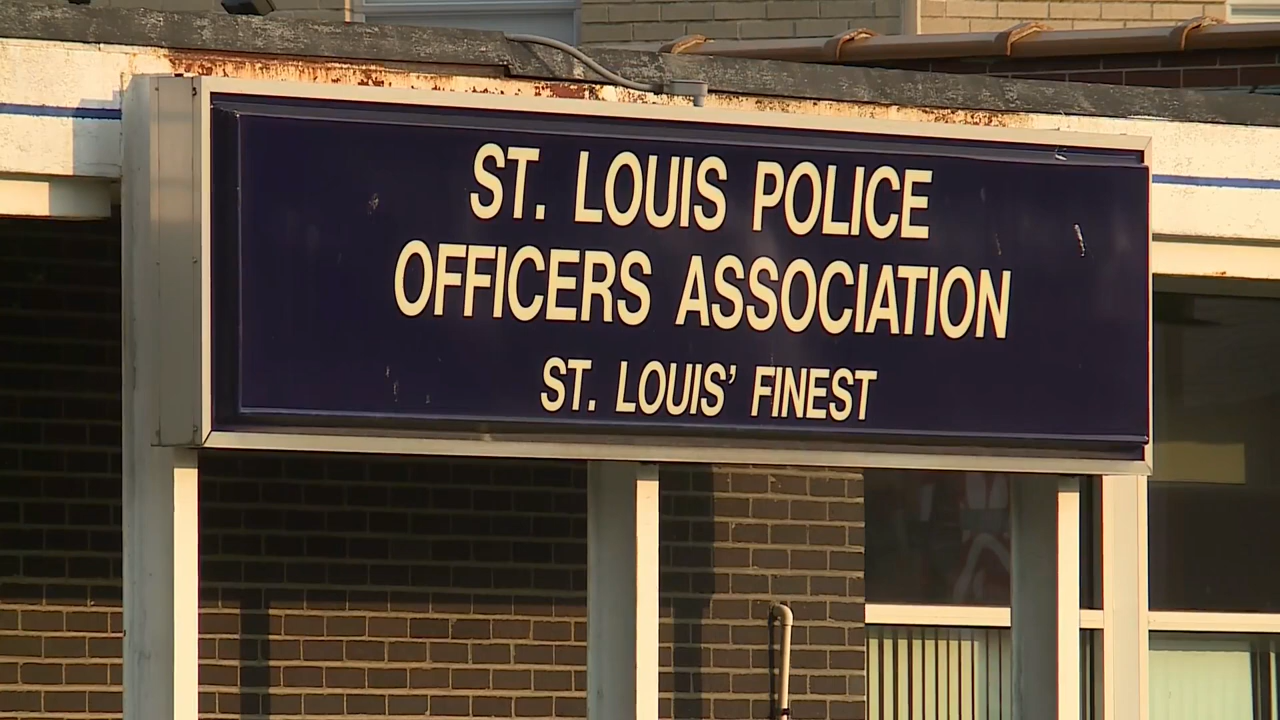 ST. LOUIS POLICE
OFFICERS ASSOCIATION
ST. LOUIS' FINEST